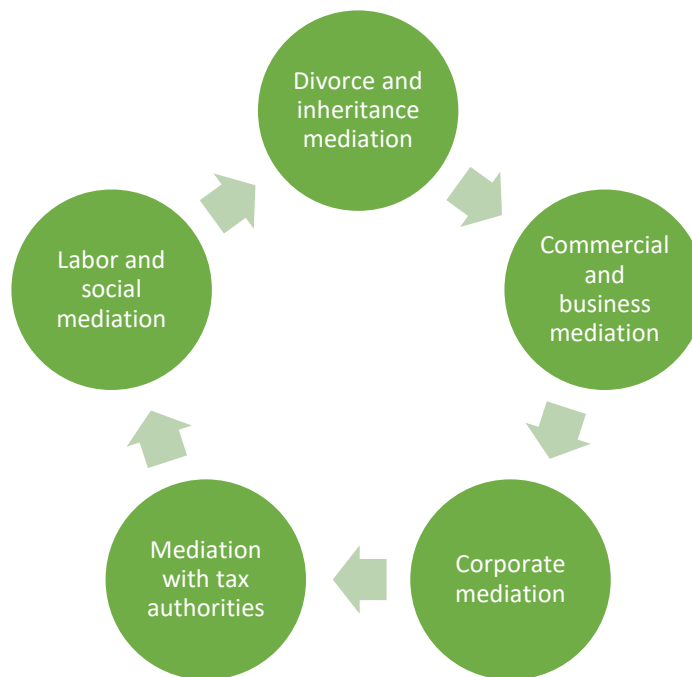 Divorce and
inheritance
mediation
Commercial
and
business
mediation
Corporate
mediation
Mediation
with tax
authorities
Labor and
social
mediation